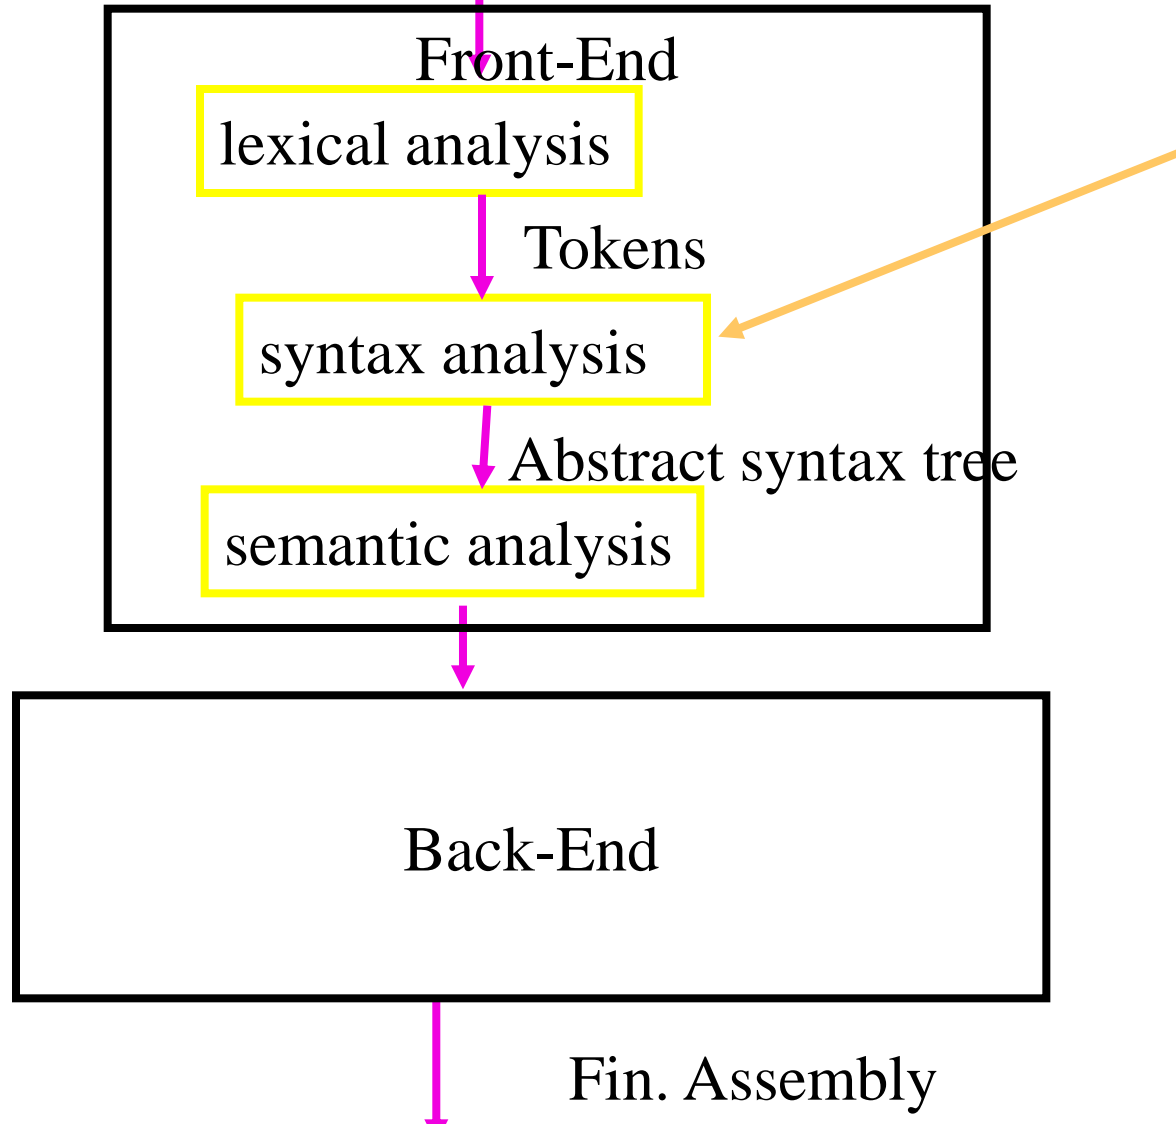 Front-End
lexical analysis
Tokens
syntax analysis
Abstract syntax tree
semantic analysis
Back-End
Fin. Assembly